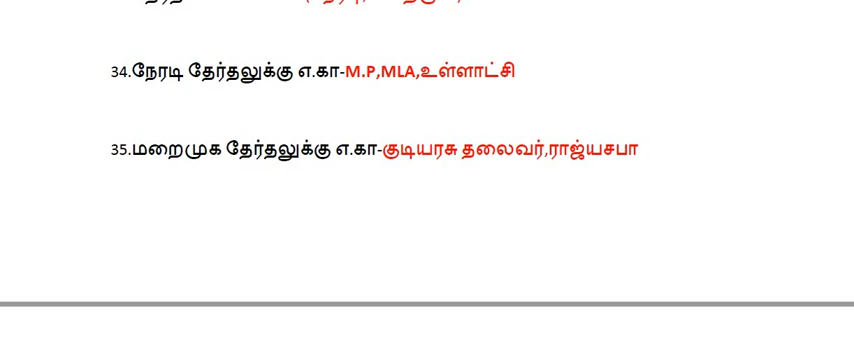 34.நேரடி தேர்தலுக்கு எ.கா-M.P,MLA,உள்ளாட்சி
35.மறைமுக தேர்தலுக்கு எ.கா-குடியரசு தலைவர்,ராஜ்யசபா